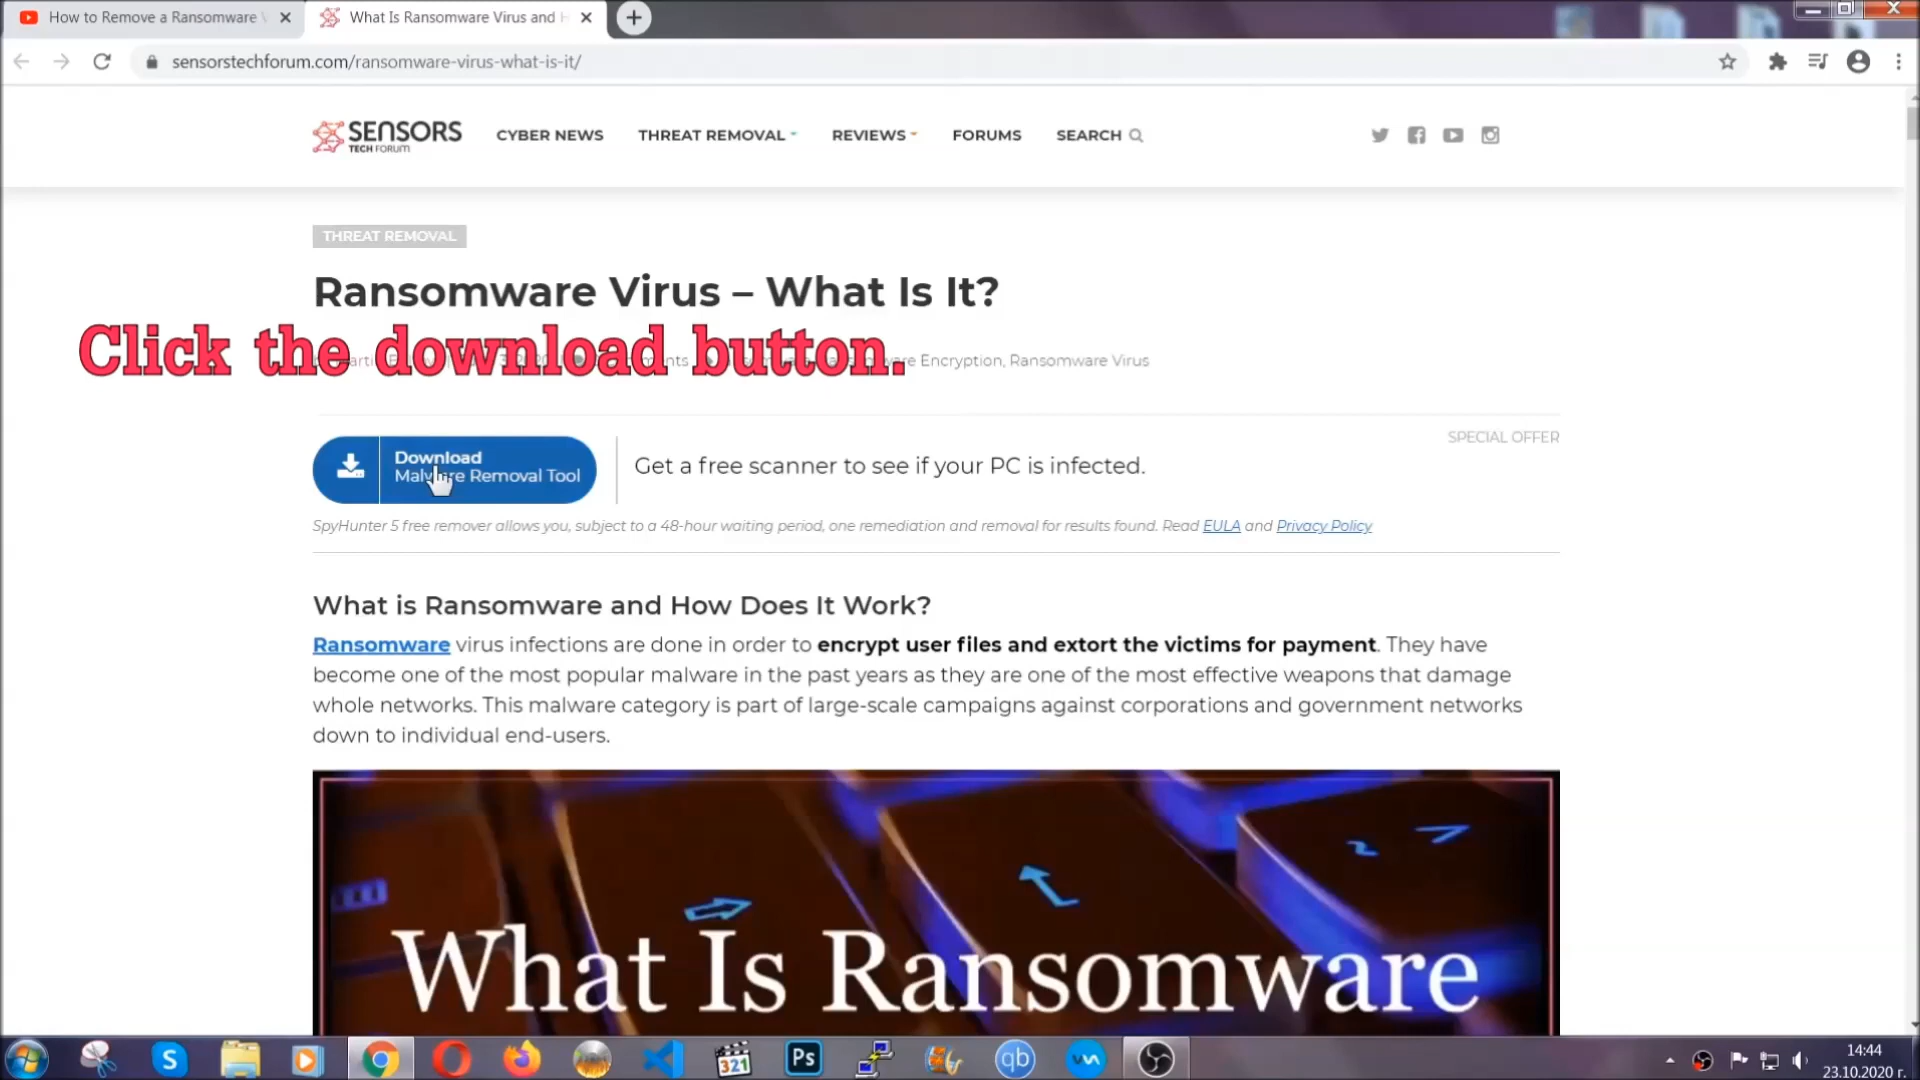 How to Remove a Ransomware
What Is Ransomware Virus and
sensorstechforum.com/ransomware-virus-what-is-it/
SENSORS
TECH FORUM
CYBER NEWS
THREAT REMOVAL
REVIEWS
FORUMS
SEARCH
THREAT REMOVAL
Ransomware Virus – What Is It?
Click the download button.
Encryption, Ransomware Virus
SPECIAL OFFER
Download
Malware Removal Tool
Get a free scanner to see if your PC is infected.
SpyHunter 5 free remover allows you, subject to a 48-hour waiting period, one remediation and removal for results found. Read EULA and Privacy Policy
What is Ransomware and How Does It Work?
Ransomware virus infections are done in order to encrypt user files and extort the victims for payment. They have
become one of the most popular malware in the past years as they are one of the most effective weapons that damage
whole networks. This malware category is part of large-scale campaigns against corporations and government networks
down to individual end-users.
What Is Ransomware
S
321
Ps
qb
14:44
23.10.2020 г.